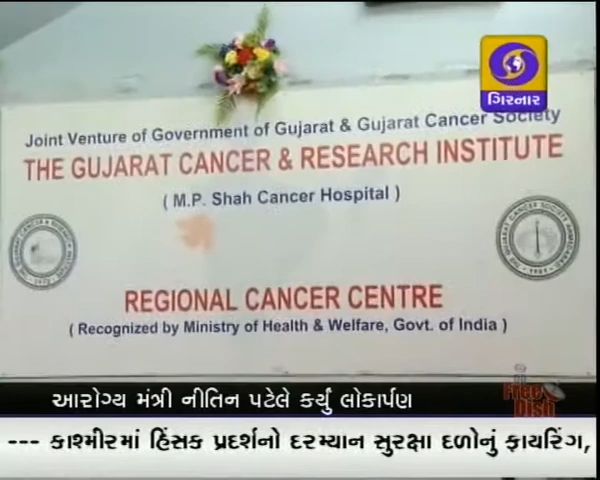 ગિરનાર
Joint Venture of Government of Gujarat & Gujarat Cancer Society
THE GUJARAT CANCER & RESEARCH INSTITUTE
( M.P. Shah Cancer Hospital )
REGIONAL CANCER CENTRE
( Recognized by Ministry of Health & Welfare, Govt. of India )
આરોગ્ય મંત્રી નીતિન પટેલે કર્યું લોકાર્પણ
Free
Dish
--- કાશ્મીરમાં હિંસક પ્રદર્શનો દરમ્યાન સુરક્ષા દળોનું ફાયરિંગ,